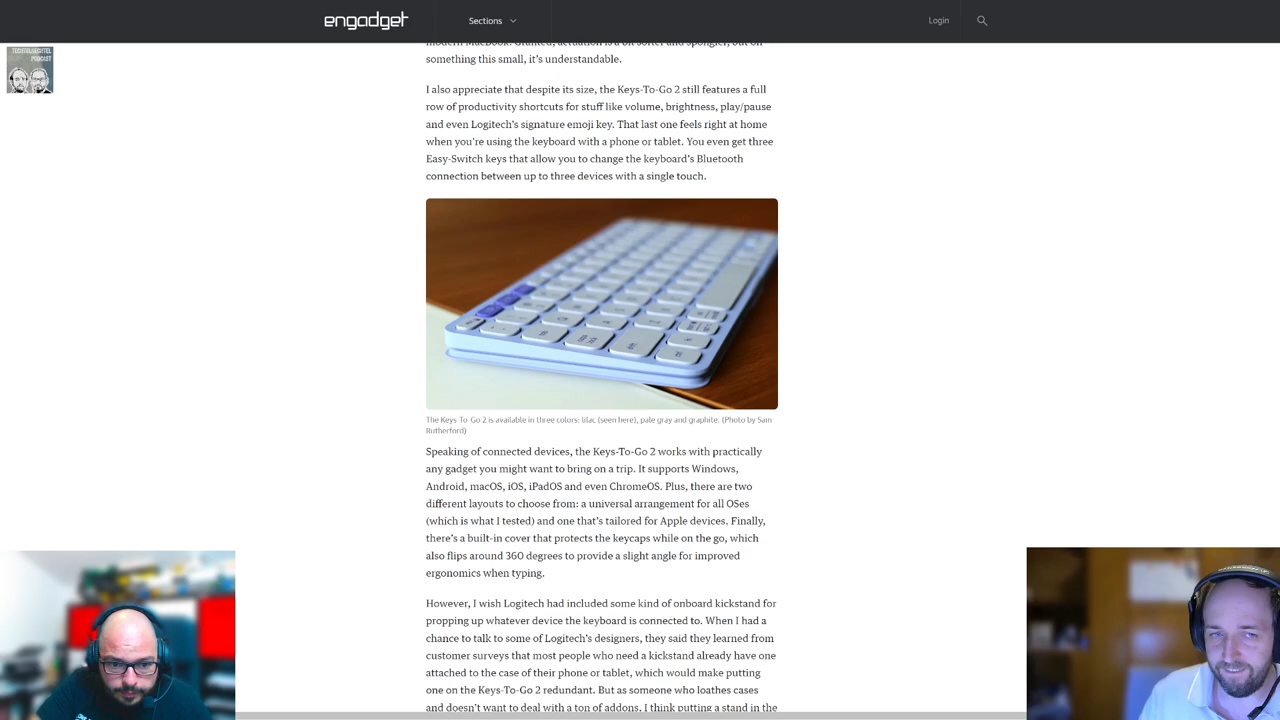 engadget
Sections
Login
TECHTELMECHTEL
PODCAST
something this small, it's understandable.
I also appreciate that despite its size, the Keys-To-Go 2 still features a full
row of productivity shortcuts for stuff like volume, brightness, play/pause
and even Logitech's signature emoji key. That last one feels right at home
when you're using the keyboard with a phone or tablet. You even get three
Easy-Switch keys that allow you to change the keyboard's Bluetooth
connection between up to three devices with a single touch.
The Keys-To-Go 2 is available in three colors: lilac (seen here), pale gray and graphite. (Photo by Sam
Rutherford)
Speaking of connected devices, the Keys-To-Go 2 works with practically
any gadget you might want to bring on a trip. It supports Windows,
Android, macOS, iOS, iPadOS and even ChromeOS. Plus, there are two
different layouts to choose from: a universal arrangement for all OSes
(which is what I tested) and one that's tailored for Apple devices. Finally,
there's a built-in cover that protects the keycaps while on the go, which
also flips around 360 degrees to provide a slight angle for improved
ergonomics when typing.
However, I wish Logitech had included some kind of onboard kickstand for
propping up whatever device the keyboard is connected to. When I had a
chance to talk to some of Logitech's designers, they said they learned from
customer surveys that most people who need a kickstand already have one
attached to the case of their phone or tablet, which would make putting
one on the Keys-To-Go 2 redundant. But as someone who loathes cases
and doesn't want to deal with a ton of addons, I think putting a stand in the